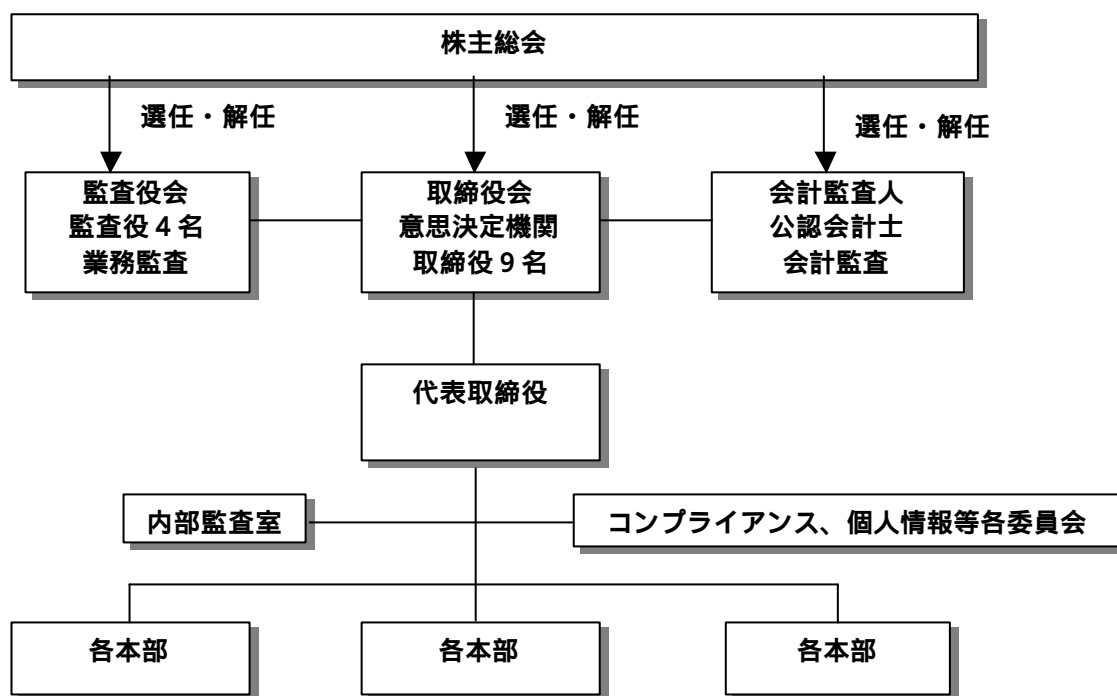 株主総会
選任・解任
選任・解任
選任・解任
監査役会
監査役４名
業務監査
取締役会
意思決定機関
取締役９名
会計監査人
公認会計士
会計監査
代表取締役
内部監査室
コンプライアンス、個人情報等各委員会
各本部
各本部
各本部